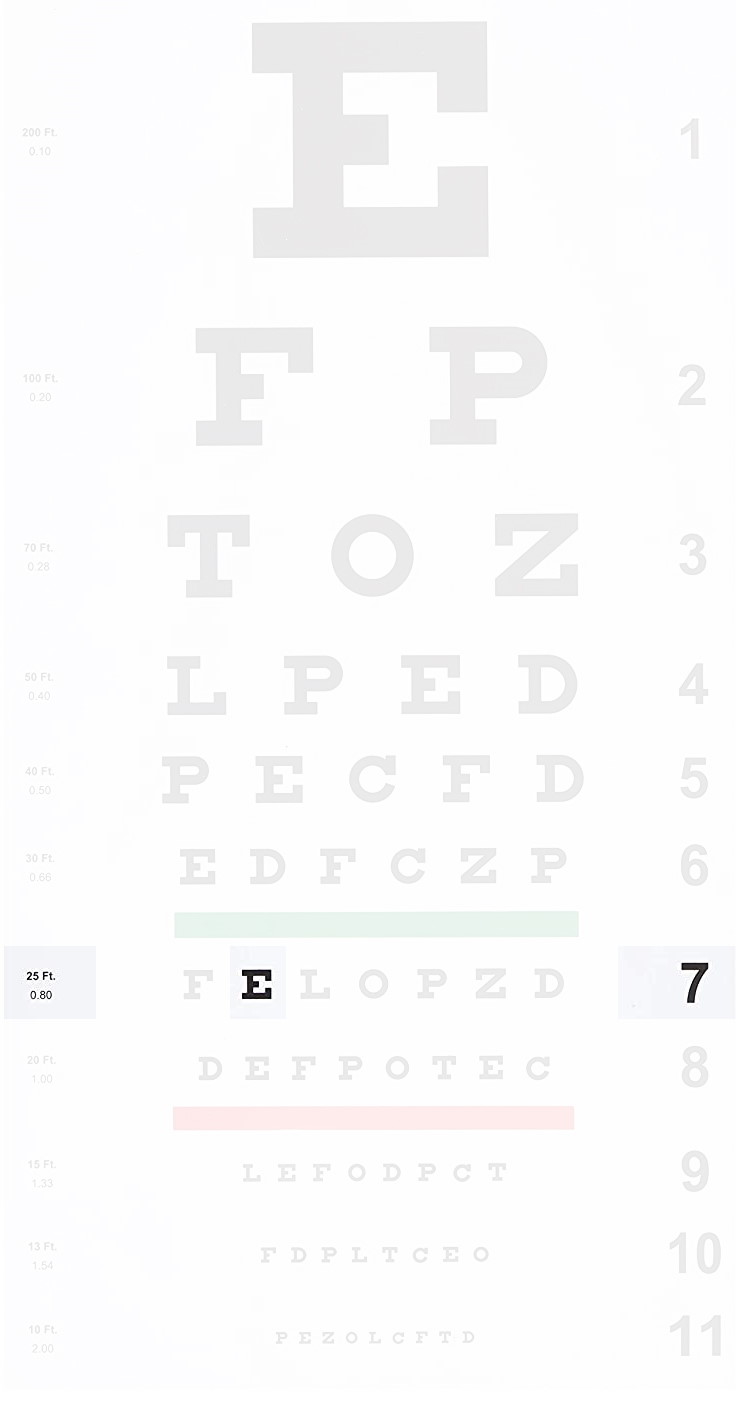 E
200 Ft.
0.10
1
F P
100 Ft.
0.20
2
T O Z
70 Ft.
0.28
3
L P E D
50 Ft.
0.40
4
P E C F D
40 Ft.
0.50
5
E D F C Z P
30 Ft.
0.66
6
25 Ft.
0.80
F E L O P Z D
7
20 Ft.
1.00
D E F P O T E C
8
15 Ft.
1.33
L E F O D P C T
9
13 Ft.
1.54
F D P L T C E O
10
10 Ft.
2.00
P E Z O L C F T D
11